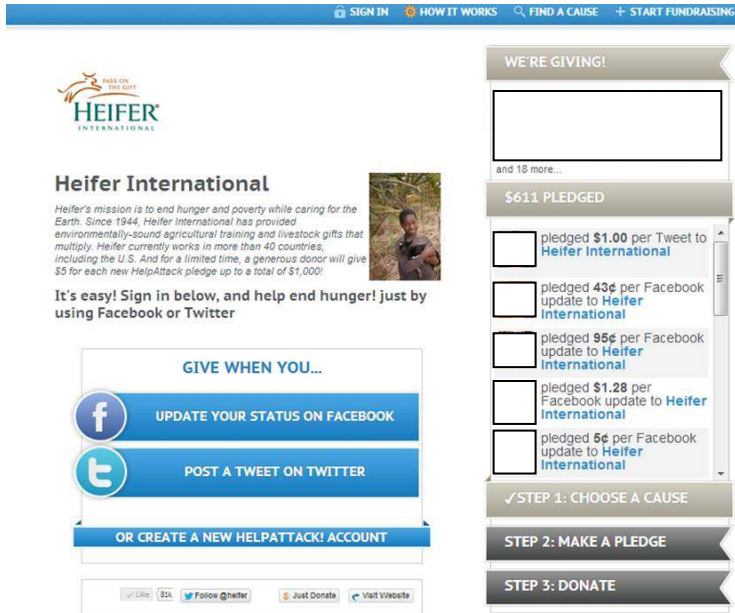 SIGN IN HOW IT WORKS FIND A CAUSE START FUNDRAISING
PASS ON
THE GIFT
HEIFER®
INTERNATIONAL
Heifer International
Heifer's mission is to end hunger and poverty while caring for the
Earth. Since 1944, Heifer International has provided
environmentally-sound agricultural training and livestock gifts that
multiply. Heifer currently works in more than 40 countries,
including the U.S. And for a limited time, a generous donor will give
$5 for each new HelpAttack pledge up to a total of $1,000!
It's easy! Sign in below, and help end hunger! just by
using Facebook or Twitter
GIVE WHEN YOU...
f UPDATE YOUR STATUS ON FACEBOOK
t POST A TWEET ON TWITTER
OR CREATE A NEW HELPATTACK! ACCOUNT
Like 81k Follow @heifer $ Just Donate Visit Website
WE'RE GIVING!
and 18 more...
$611 PLEDGED
pledged $1.00 per Tweet to
Heifer International
pledged 43¢ per Facebook
update to Heifer
International
pledged 95¢ per Facebook
update to Heifer
International
pledged $1.28 per
Facebook update to Heifer
International
pledged 5¢ per Facebook
update to Heifer
International
✓STEP 1: CHOOSE A CAUSE
STEP 2: MAKE A PLEDGE
STEP 3: DONATE